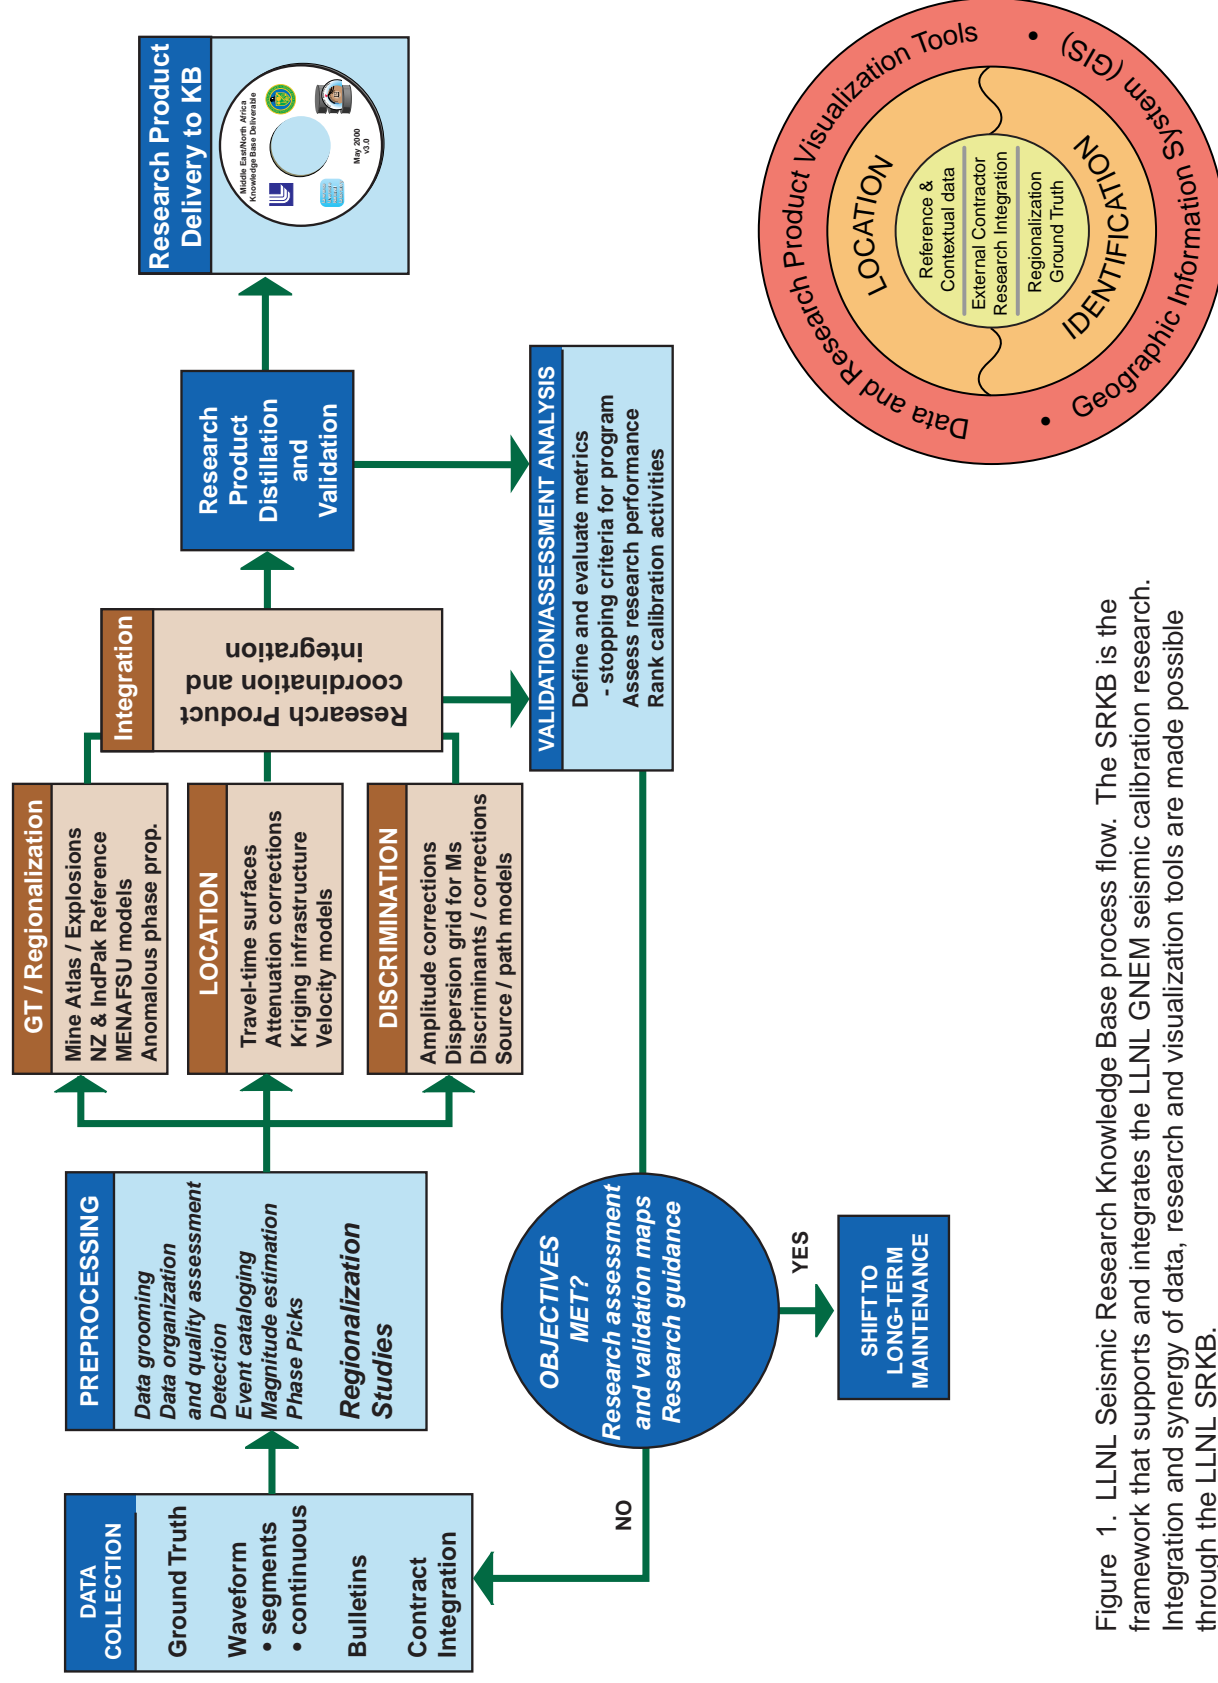 DATA
COLLECTION
Ground Truth
Waveform
• segments
• continuous
Bulletins
Contract
Integration
PREPROCESSING
Data grooming
Data organization
and quality assessment
Detection
Event cataloging
Magnitude estimation
Phase Picks
Regionalization
Studies
GT / Regionalization
Mine Atlas / Explosions
NZ & IndPak Reference
MENAFSU models
Anomalous phase prop.
LOCATION
Travel-time surfaces
Attenuation corrections
Kriging infrastructure
Velocity models
DISCRIMINATION
Amplitude corrections
Dispersion grid for Ms
Discriminants / corrections
Source / path models
Integration
Research Product
coordination and
integration
Research
Product
Distillation
and
Validation
Research Product
Delivery to KB
Middle East/North Africa
Knowledge Base Deliverable
May 2000
v3.0
VALIDATION/ASSESSMENT ANALYSIS
Define and evaluate metrics
- stopping criteria for program
Assess research performance
Rank calibration activities
OBJECTIVES
MET?
Research assessment
and validation maps
Research guidance
NO
YES
SHIFT TO
LONG-TERM
MAINTENANCE
Data and Research Product Visualization Tools
•
Geographic Information System (GIS)
•
LOCATION
IDENTIFICATION
Reference &
Contextual data
External Contractor
Research Integration
Regionalization
Ground Truth
Figure 1. LLNL Seismic Research Knowledge Base process flow. The SRKB is the
framework that supports and integrates the LLNL GNEM seismic calibration research.
Integration and synergy of data, research and visualization tools are made possible
through the LLNL SRKB.